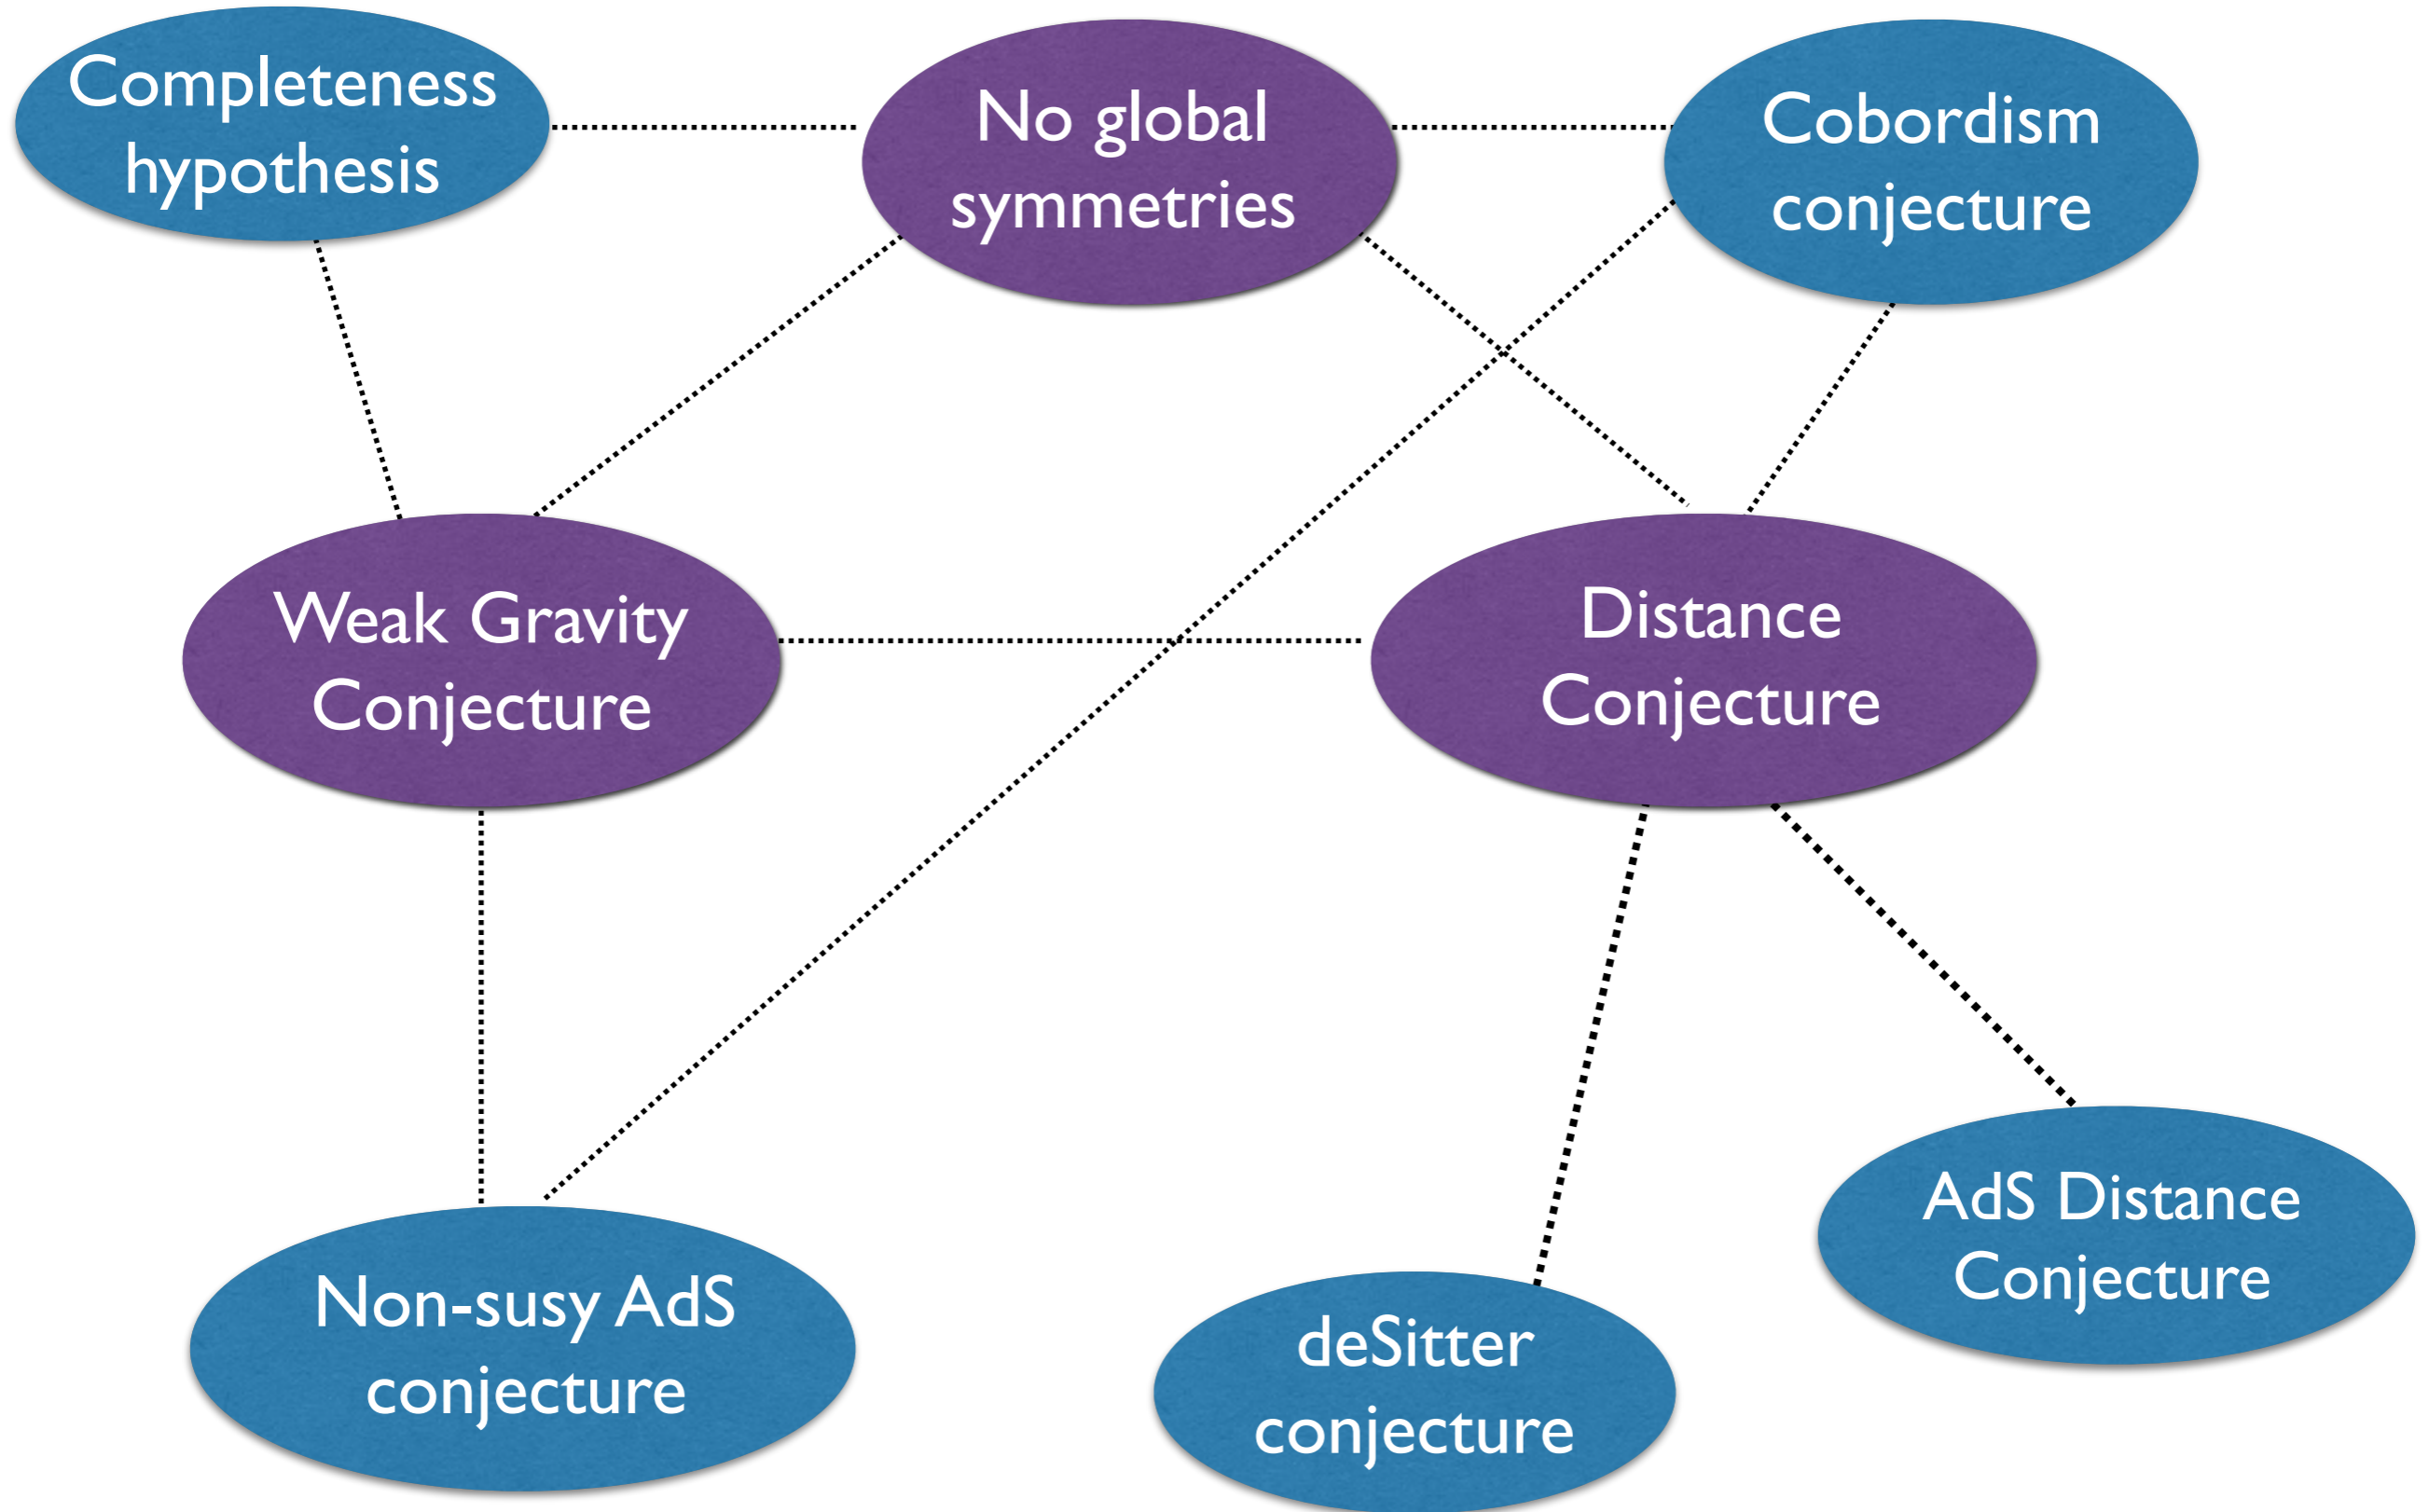 Completeness
hypothesis
No global
symmetries
Cobordism
conjecture
Weak Gravity
Conjecture
Distance
Conjecture
Non-susy AdS
conjecture
deSitter
conjecture
AdS Distance
Conjecture